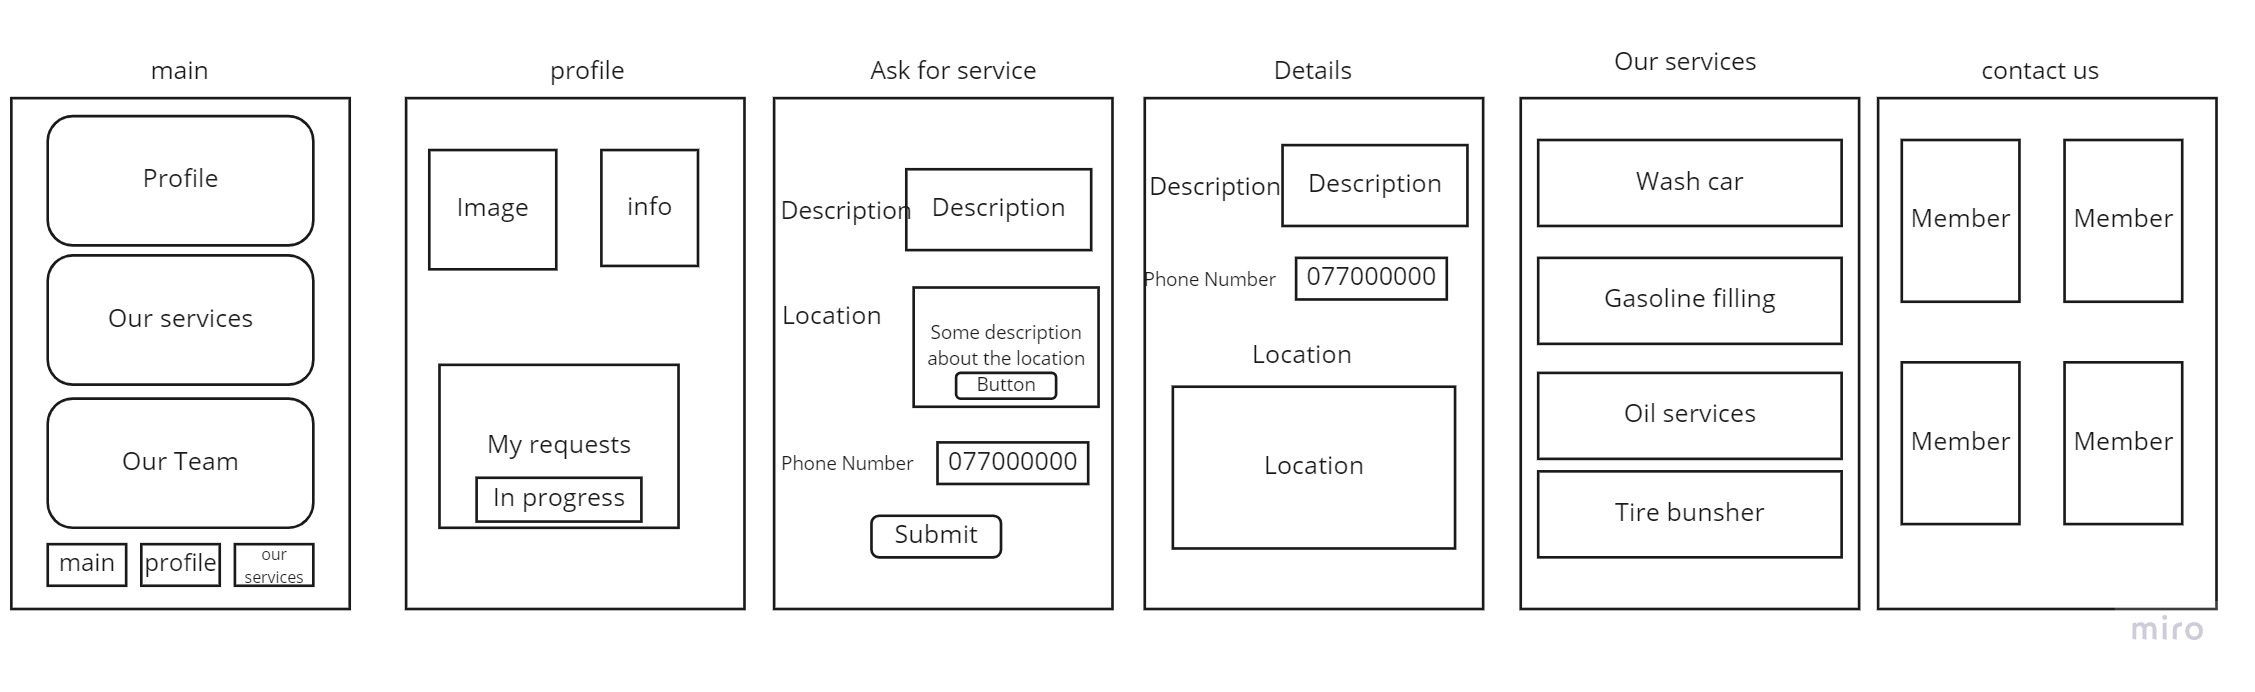 main
Profile
Our services
Our Team
main
profile
our
services
profile
Image
info
My requests
In progress
Ask for service
Description
Description
Location
Some description
about the location
Button
Phone Number
077000000
Submit
Details
Description
Description
Phone Number
077000000
Location
Location
Our services
Wash car
Gasoline filling
Oil services
Tire bunsher
contact us
Member
Member
Member
Member
miro